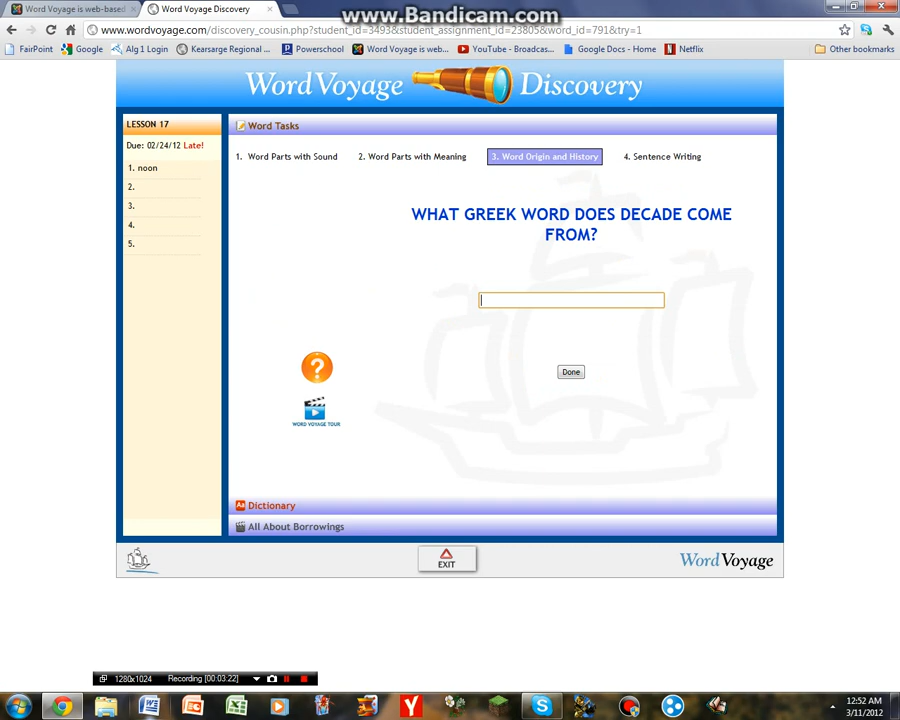 www.Bandicam.com
Word Voyage is web-based
Word Voyage Discovery
www.wordvoyage.com/discovery_cousin.php?student_id=3493&student_assignment_id=23805&word_id=791&try=1
FairPoint
Google
Alg 1 Login
Kearsarge Regional ...
Powerschool
Word Voyage is web...
YouTube - Broadcas...
Google Docs - Home
Netflix
Other bookmarks
Word Voyage Discovery
LESSON 17
Due: 02/24/12 Late!
1. noon
2.
3.
4.
5.
Word Tasks
1. Word Parts with Sound
2. Word Parts with Meaning
3. Word Origin and History
4. Sentence Writing
WHAT GREEK WORD DOES DECADE COME
FROM?
?
Done
WORD VOYAGE TOUR
Aa Dictionary
All About Borrowings
EXIT
Word Voyage
1280x1024 Recording [00:03:22]
12:52 AM
3/11/2012